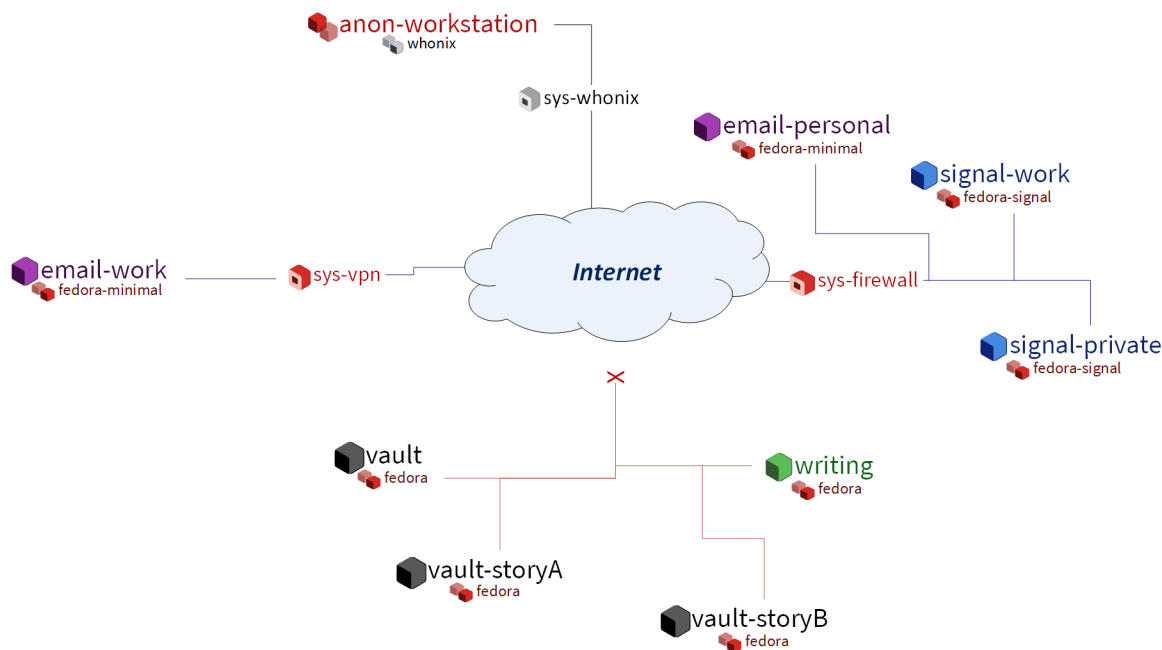 anon-workstation
whonix
sys-whonix
email-personal
fedora-minimal
signal-work
fedora-signal
email-work
fedora-minimal
sys-vpn
Internet
sys-firewall
signal-private
fedora-signal
vault
fedora
writing
fedora
vault-storyA
fedora
vault-storyB
fedora